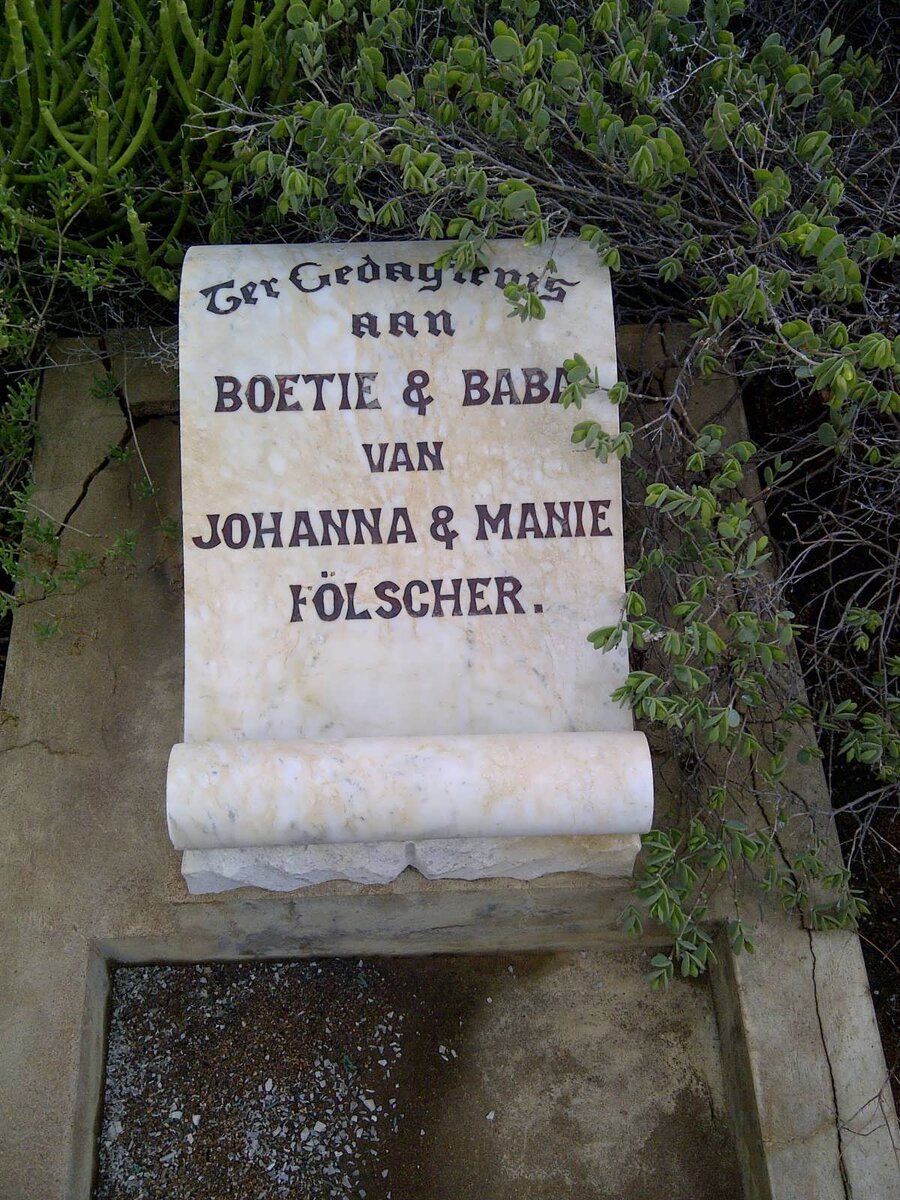 Ter Gedagtenis
aan
BOETIE & BABA
VAN
JOHANNA & MANIE
FÖLSCHER.